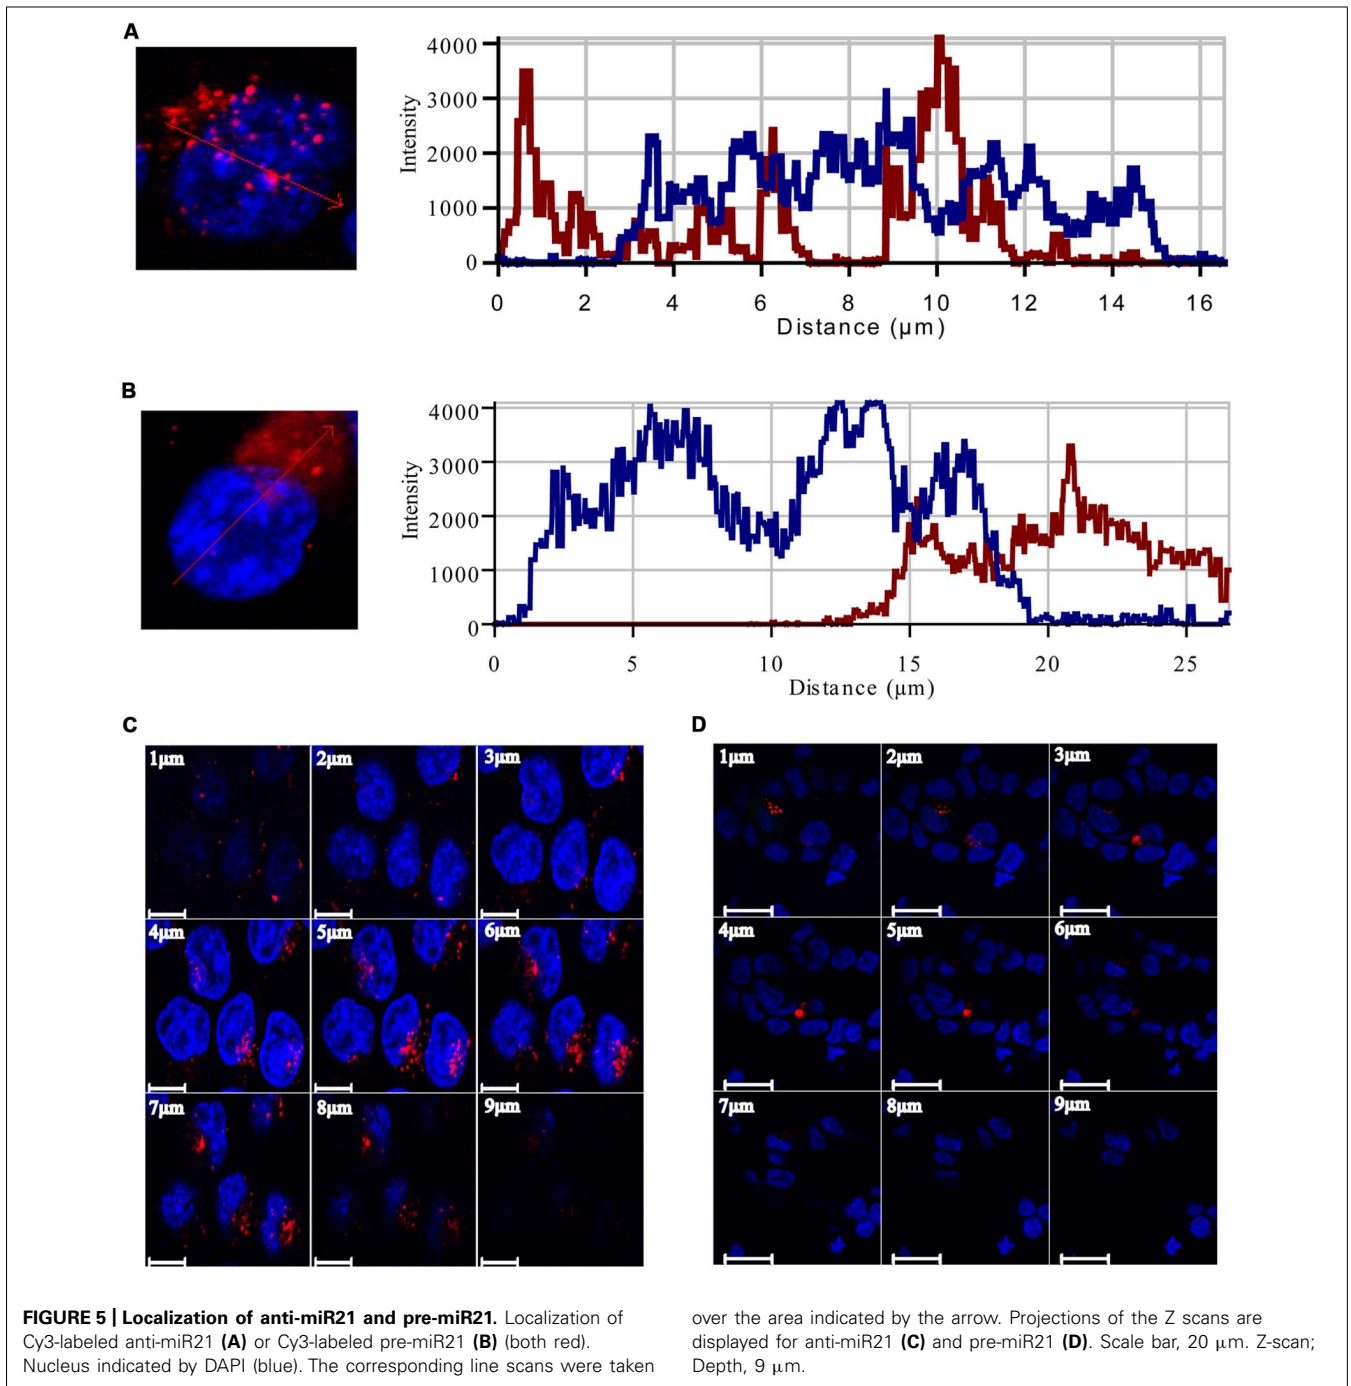 A
4000
3000
2000
1000
0
Intensity
0 2 4 6 8 10 12 14 16
Distance (µm)
B
4000
3000
2000
1000
0
Intensity
0 5 10 15 20 25
Distance (µm)
C
1µm 2µm 3µm
4µm 5µm 6µm
7µm 8µm 9µm
D
1µm 2µm 3µm
4µm 5µm 6µm
7µm 8µm 9µm
FIGURE 5 | Localization of anti-miR21 and pre-miR21. Localization of
Cy3-labeled anti-miR21 (A) or Cy3-labeled pre-miR21 (B) (both red).
Nucleus indicated by DAPI (blue). The corresponding line scans were taken
over the area indicated by the arrow. Projections of the Z scans are
displayed for anti-miR21 (C) and pre-miR21 (D). Scale bar, 20 µm. Z-scan;
Depth, 9 µm.